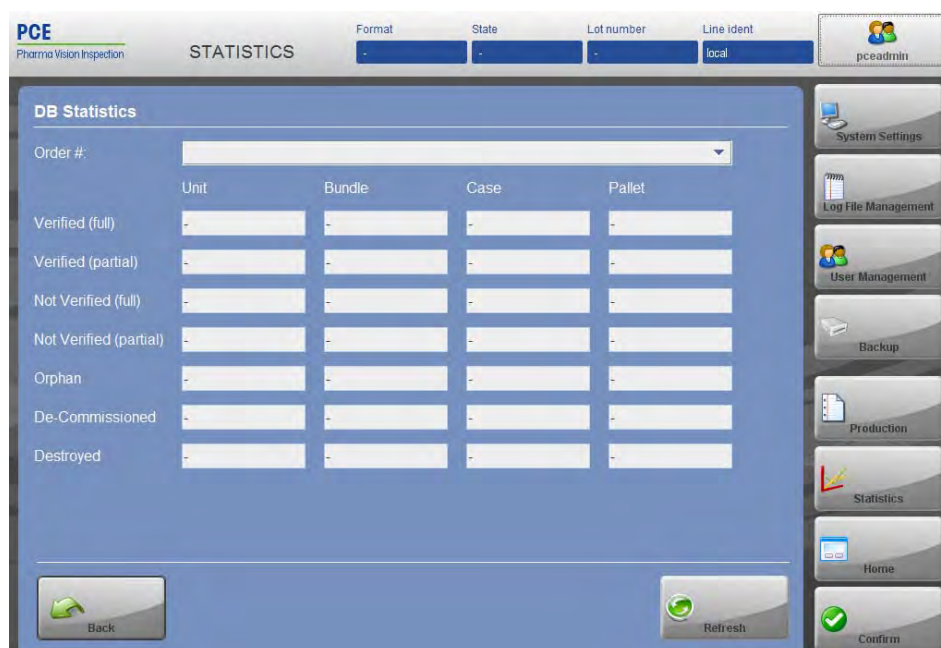 PCE
Pharma Vision Inspection
STATISTICS
Format
-
State
-
Lot number
-
Line ident
local
pceadmin
DB Statistics
Order #:
Unit Bundle Case Pallet
Verified (full) - - - -
Verified (partial) - - - -
Not Verified (full) - - - -
Not Verified (partial) - - - -
Orphan - - - -
De-Commissioned - - - -
Destroyed - - - -
Back
Refresh
System Settings
Log File Management
User Management
Backup
Production
Statistics
Home
Confirm